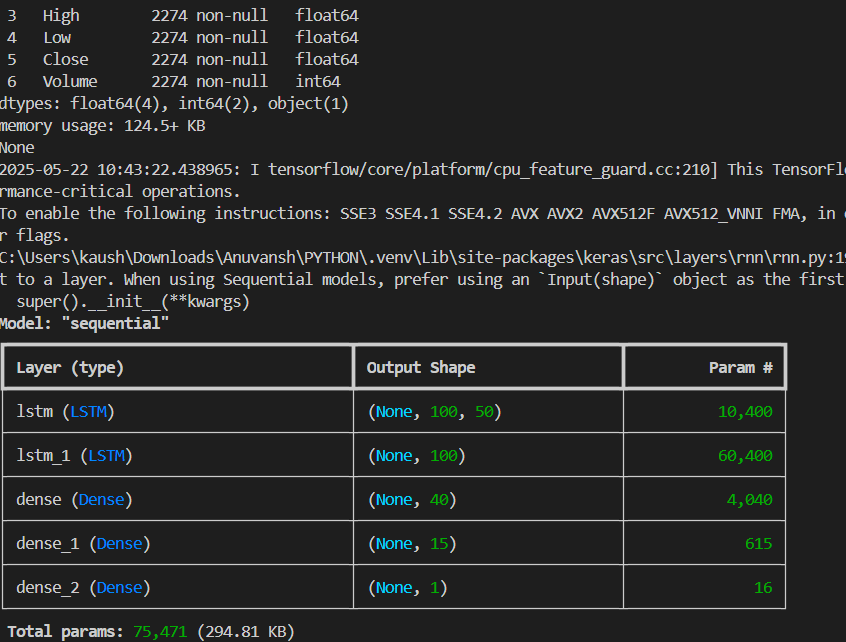 3 High 2274 non-null float64
4 Low 2274 non-null float64
5 Close 2274 non-null float64
6 Volume 2274 non-null int64
dtypes: float64(4), int64(2), object(1)
memory usage: 124.5+ KB
None
2025-05-22 10:43:22.438965: I tensorflow/core/platform/cpu_feature_guard.cc:210] This TensorFl
rmance-critical operations.
To enable the following instructions: SSE3 SSE4.1 SSE4.2 AVX AVX2 AVX512F AVX512_VNNI FMA, in
r flags.
C:\Users\kaush\Downloads\Anuvansh\PYTHON\.venv\Lib\site-packages\keras\src\layers\rnn\rnn.py:19
t to a layer. When using Sequential models, prefer using an `Input(shape)` object as the first
super().__init__(**kwargs)
Model: "sequential"
Layer (type) Output Shape Param #
lstm (LSTM) (None, 100, 50) 10,400
lstm_1 (LSTM) (None, 100) 60,400
dense (Dense) (None, 40) 4,040
dense_1 (Dense) (None, 15) 615
dense_2 (Dense) (None, 1) 16
Total params: 75,471 (294.81 KB)